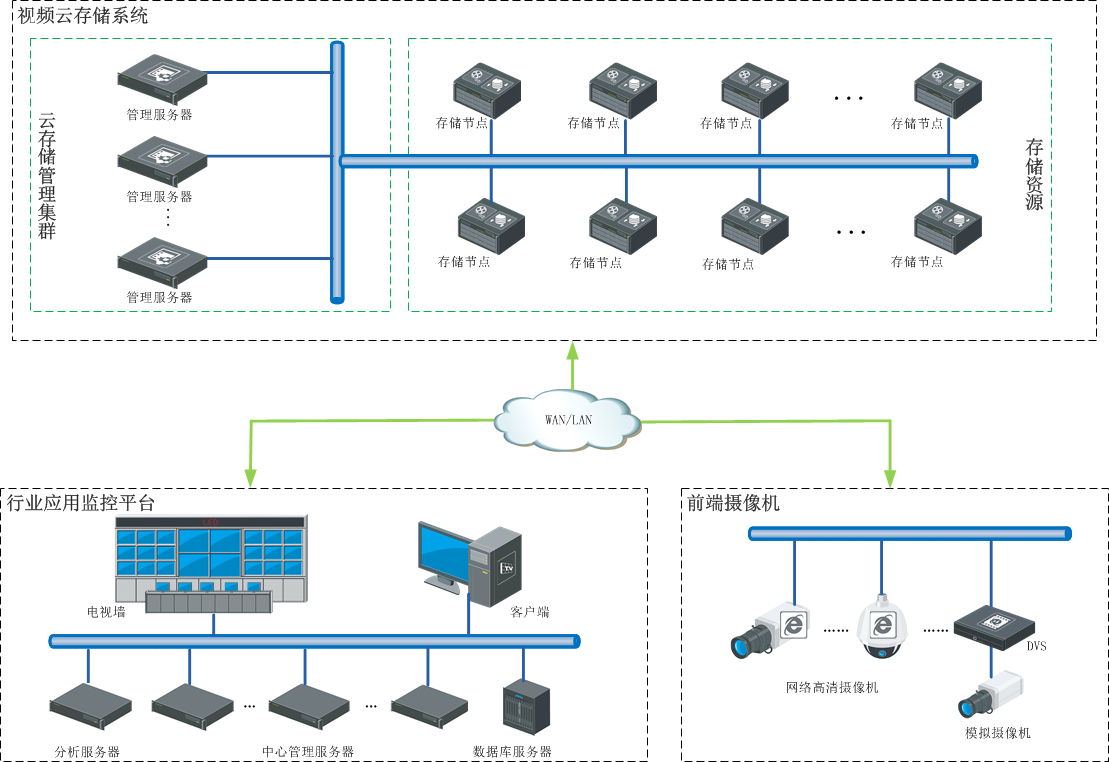 视频云存储系统
云存储管理集群
管理服务器
管理服务器
管理服务器
存储节点 存储节点 存储节点 ... 存储节点
存储资源
存储节点 存储节点 存储节点 ... 存储节点
WAN/LAN
行业应用监控平台
LED
电视墙
TV
客户端
分析服务器
中心管理服务器
数据库服务器
前端摄像机
网络高清摄像机
DVS
模拟摄像机